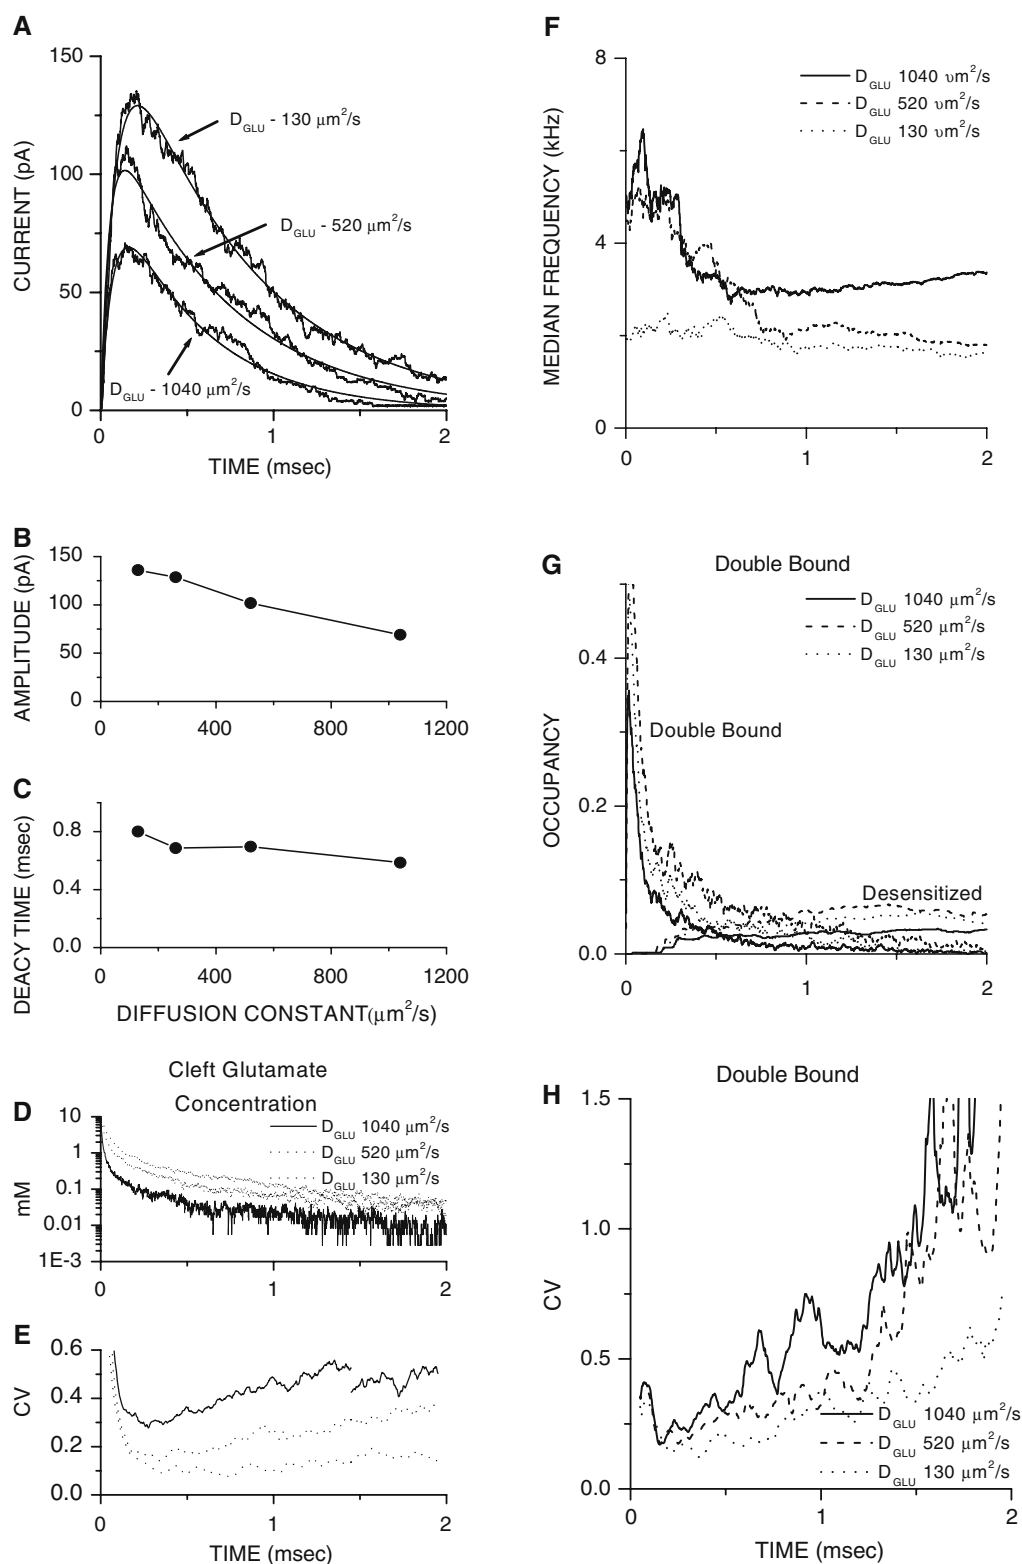 A
150
100
50
0
CURRENT (pA)
D_GLU - 130 μm²/s
D_GLU - 520 μm²/s
D_GLU - 1040 μm²/s
0 1 2
TIME (msec)
B
150
100
50
0
AMPLITUDE (pA)
0 400 800 1200
C
0.8
0.4
0.0
DEACY TIME (msec)
0 400 800 1200
DIFFUSION CONSTANT(μm²/s)
Cleft Glutamate
Concentration
D
10
1
0.1
0.01
1E-3
mM
D_GLU 1040 μm²/s
D_GLU 520 μm²/s
D_GLU 130 μm²/s
0 1 2
E
0.6
0.4
0.2
0.0
CV
0 1 2
TIME (msec)
F
8
4
0
MEDIAN FREQUENCY (kHz)
D_GLU 1040 υm²/s
D_GLU 520 υm²/s
D_GLU 130 υm²/s
0 1 2
G
Double Bound
0.4
0.2
0.0
OCCUPANCY
D_GLU 1040 μm²/s
D_GLU 520 μm²/s
D_GLU 130 μm²/s
Double Bound
Desensitized
0 1 2
H
Double Bound
1.5
1.0
0.5
0.0
CV
D_GLU 1040 μm²/s
D_GLU 520 μm²/s
D_GLU 130 μm²/s
0 1 2
TIME (msec)